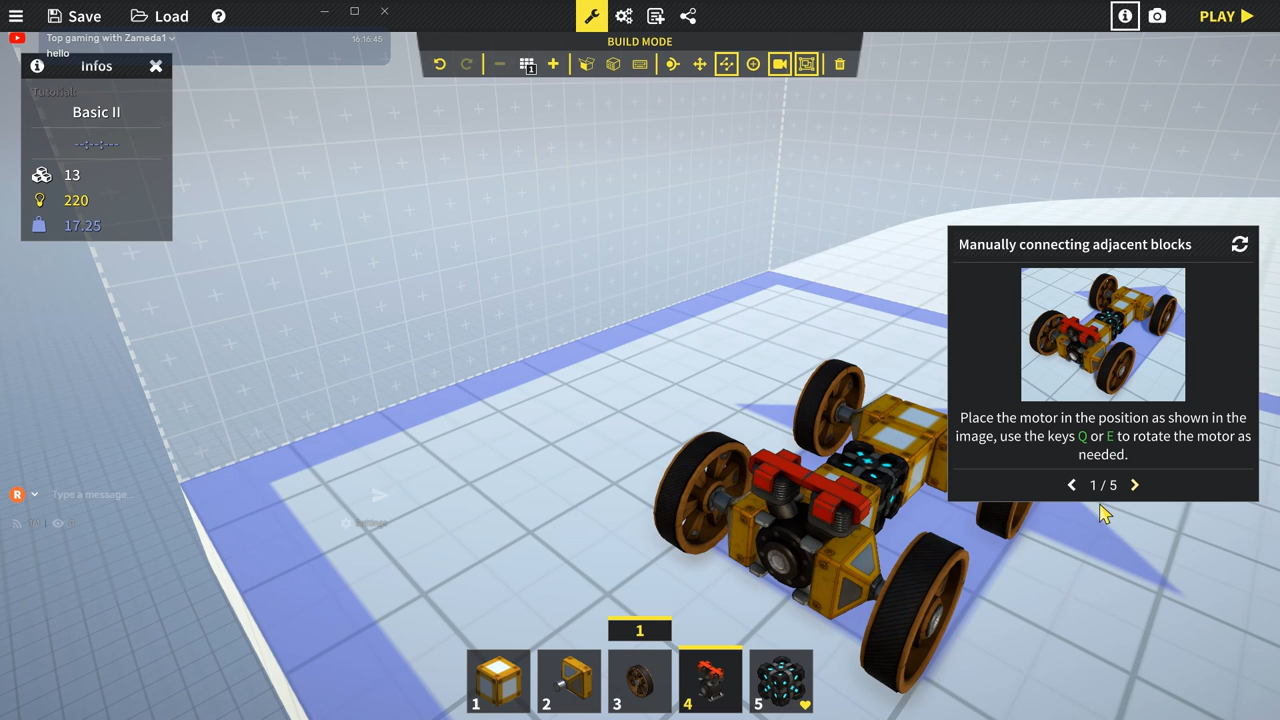 Save
Load
?
PLAY
Top gaming with Zameda1
16:16:45
hello
BUILD MODE
1
Infos
Tutorial:
Basic II
--:--:---
13
220
17.25
Manually connecting adjacent blocks
Place the motor in the position as shown in the
image, use the keys Q or E to rotate the motor as
needed.
1 / 5
R
Type a message...
Settings
1
1
2
3
4
5